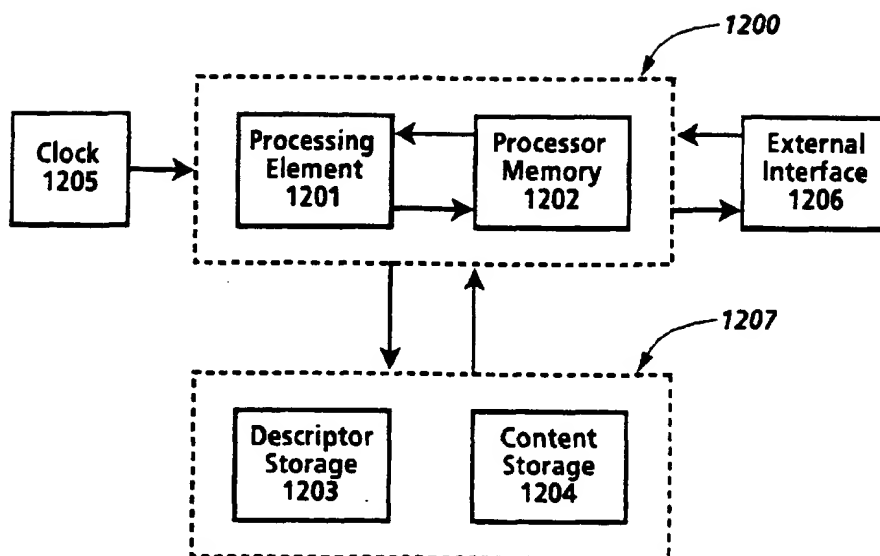 1200
Clock
1205
Processing
Element
1201
Processor
Memory
1202
External
Interface
1206
1207
Descriptor
Storage
1203
Content
Storage
1204